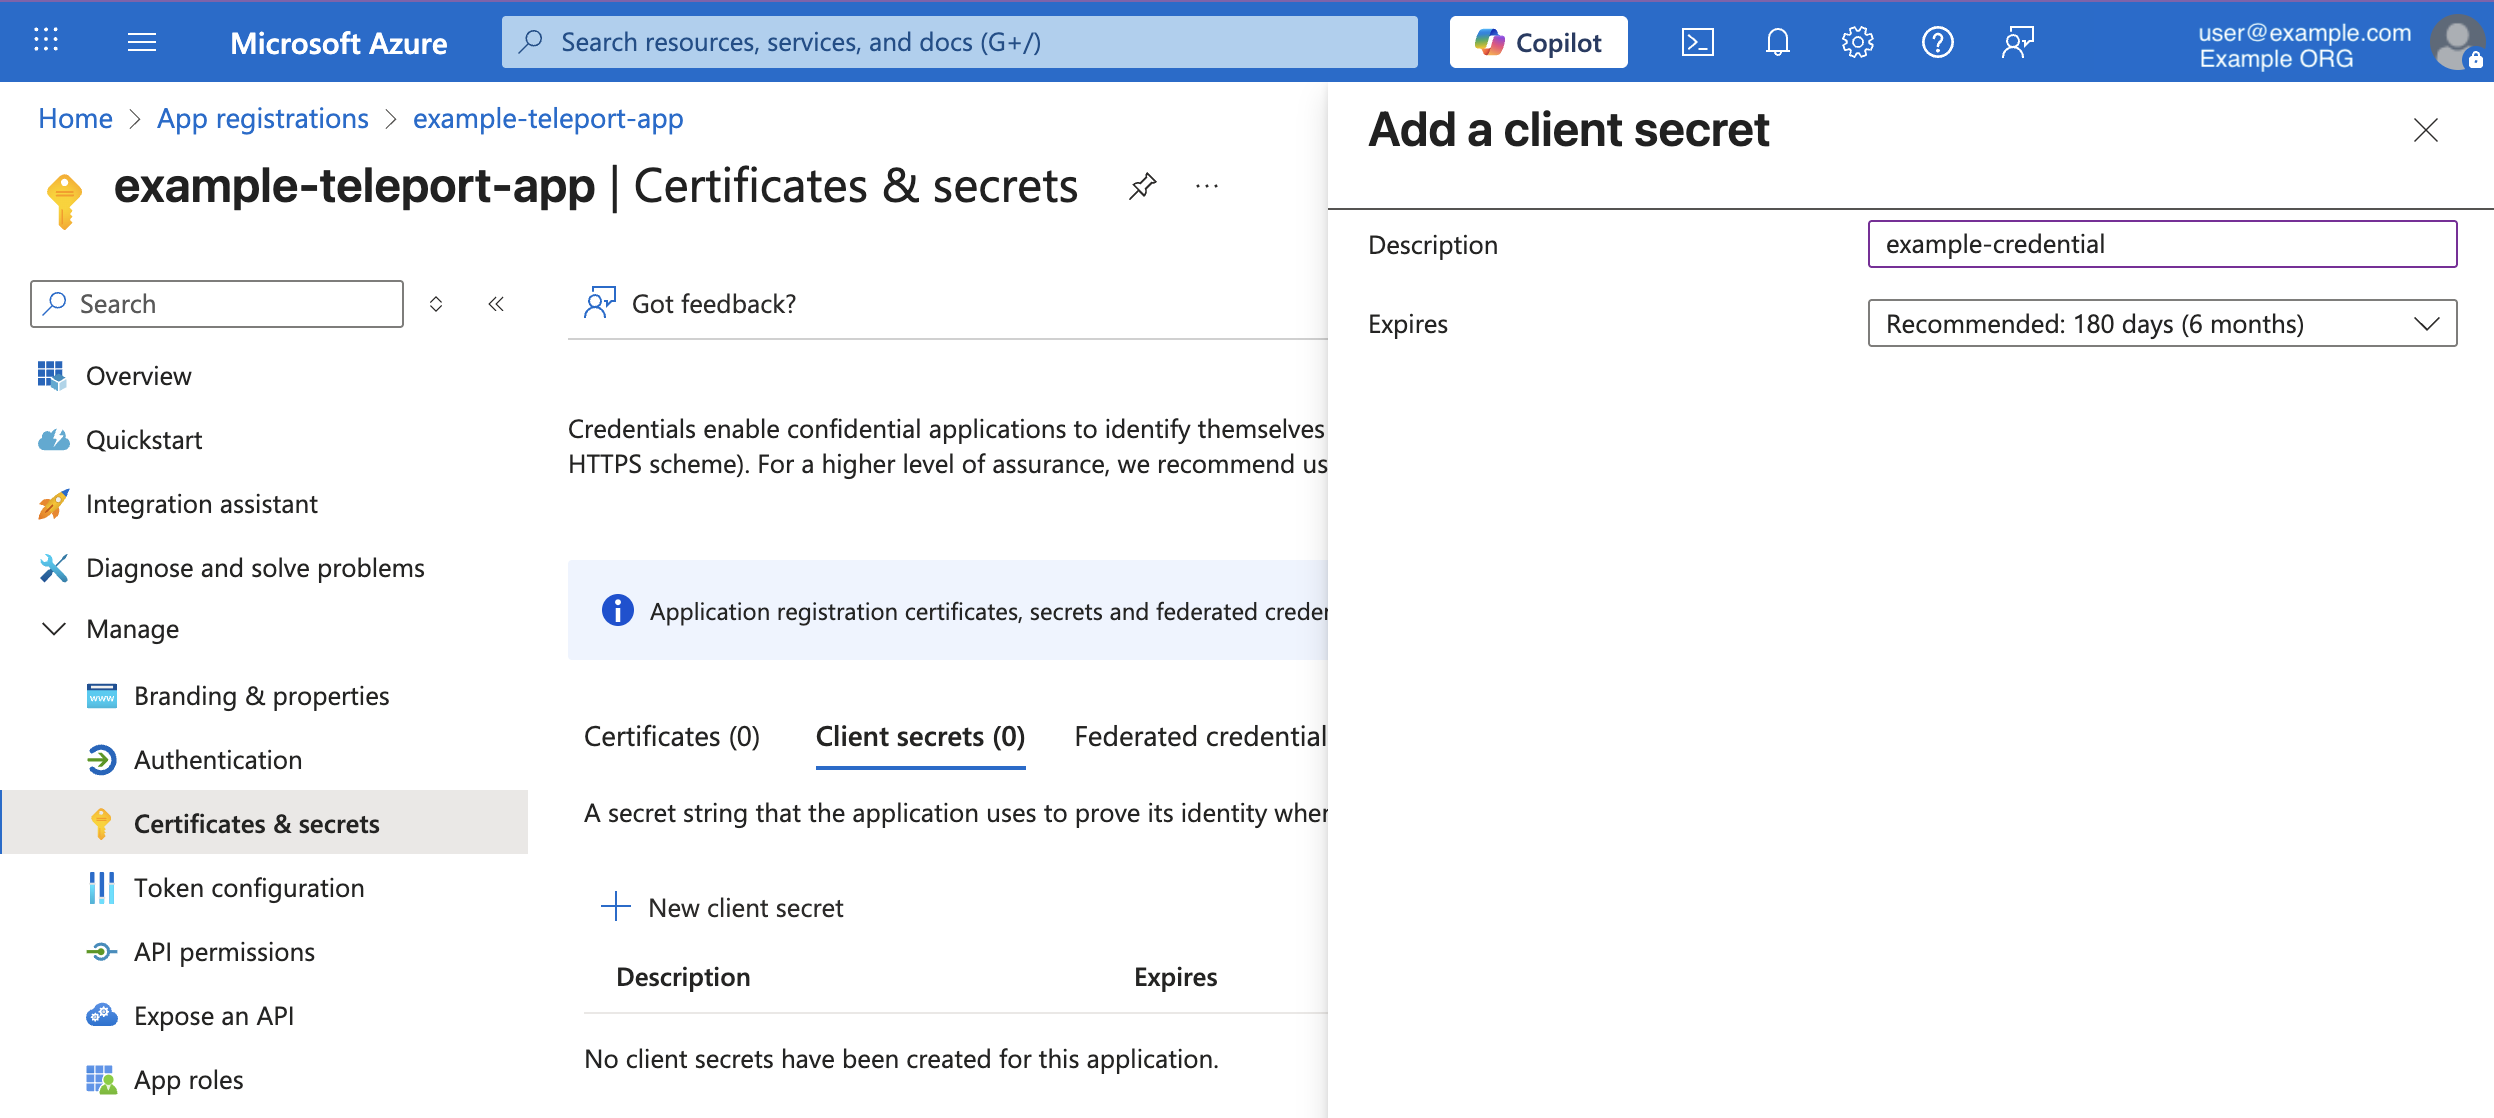 Microsoft Azure
Search resources, services, and docs (G+/)
Copilot
user@example.com
Example ORG
Home > App registrations > example-teleport-app
example-teleport-app | Certificates & secrets
Search
Overview
Quickstart
Integration assistant
Diagnose and solve problems
Manage
Branding & properties
Authentication
Certificates & secrets
Token configuration
API permissions
Expose an API
App roles
Got feedback?
Credentials enable confidential applications to identify themselves
HTTPS scheme). For a higher level of assurance, we recommend us
Application registration certificates, secrets and federated creder
Certificates (0)
Client secrets (0)
Federated credential
A secret string that the application uses to prove its identity wher
New client secret
Description Expires
No client secrets have been created for this application.
Add a client secret
Description
example-credential
Expires
Recommended: 180 days (6 months)